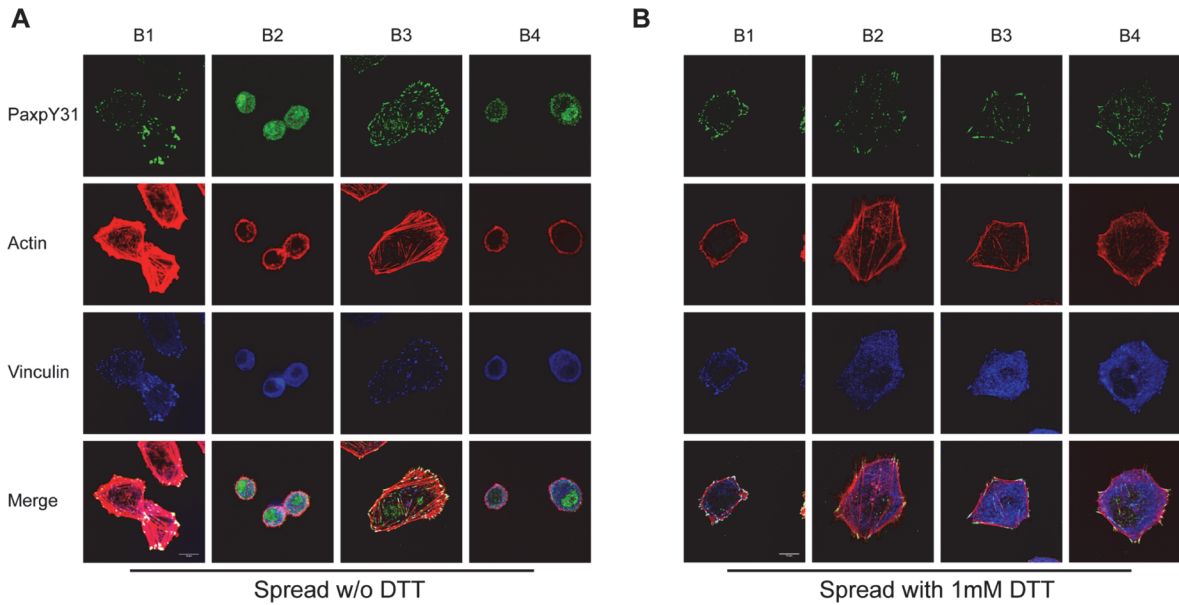 A
B
B1 B2 B3 B4 B1 B2 B3 B4
PaxpY31
Actin
Vinculin
Merge
Spread w/o DTT
Spread with 1mM DTT